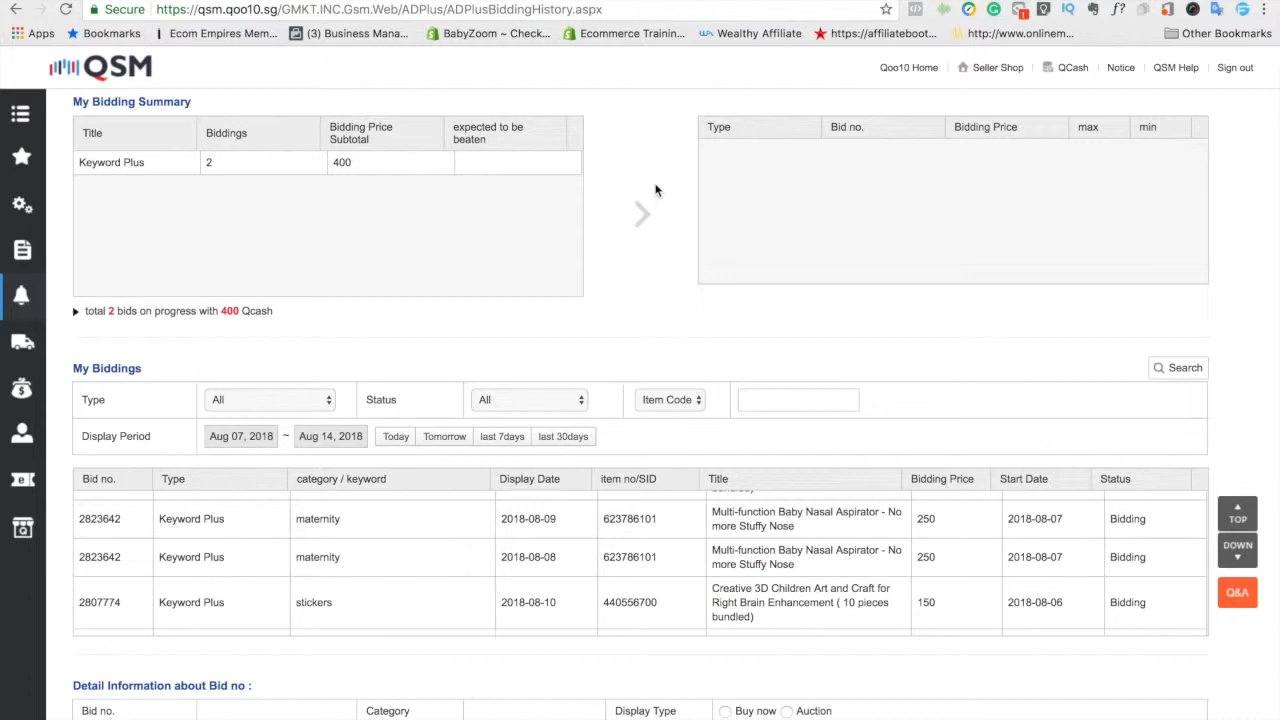 Secure https://qsm.qoo10.sg/GMKT.INC.Gsm.Web/ADPlus/ADPlusBiddingHistory.aspx
Apps Bookmarks Ecom Empires Mem... (3) Business Mana... BabyZoom ~ Check... Ecommerce Trainin... Wealthy Affiliate https://affiliateboot... http://www.onlinem... Other Bookmarks
QSM Qoo10 Home Seller Shop QCash Notice QSM Help Sign out
My Bidding Summary
Title Biddings Bidding Price Subtotal expected to be beaten
Keyword Plus 2 400
Type Bid no. Bidding Price max min
total 2 bids on progress with 400 Qcash
My Biddings Search
Type All Status All Item Code
Display Period Aug 07, 2018 ~ Aug 14, 2018 Today Tomorrow last 7days last 30days
Bid no. Type category / keyword Display Date item no/SID Title Bidding Price Start Date Status
2823642 Keyword Plus maternity 2018-08-09 623786101 Multi-function Baby Nasal Aspirator - No more Stuffy Nose 250 2018-08-07 Bidding
2823642 Keyword Plus maternity 2018-08-08 623786101 Multi-function Baby Nasal Aspirator - No more Stuffy Nose 250 2018-08-07 Bidding
2807774 Keyword Plus stickers 2018-08-10 440556700 Creative 3D Children Art and Craft for Right Brain Enhancement ( 10 pieces bundled) 150 2018-08-06 Bidding
TOP
DOWN
Q&A
Detail Information about Bid no :
Bid no. Category Display Type Buy now Auction